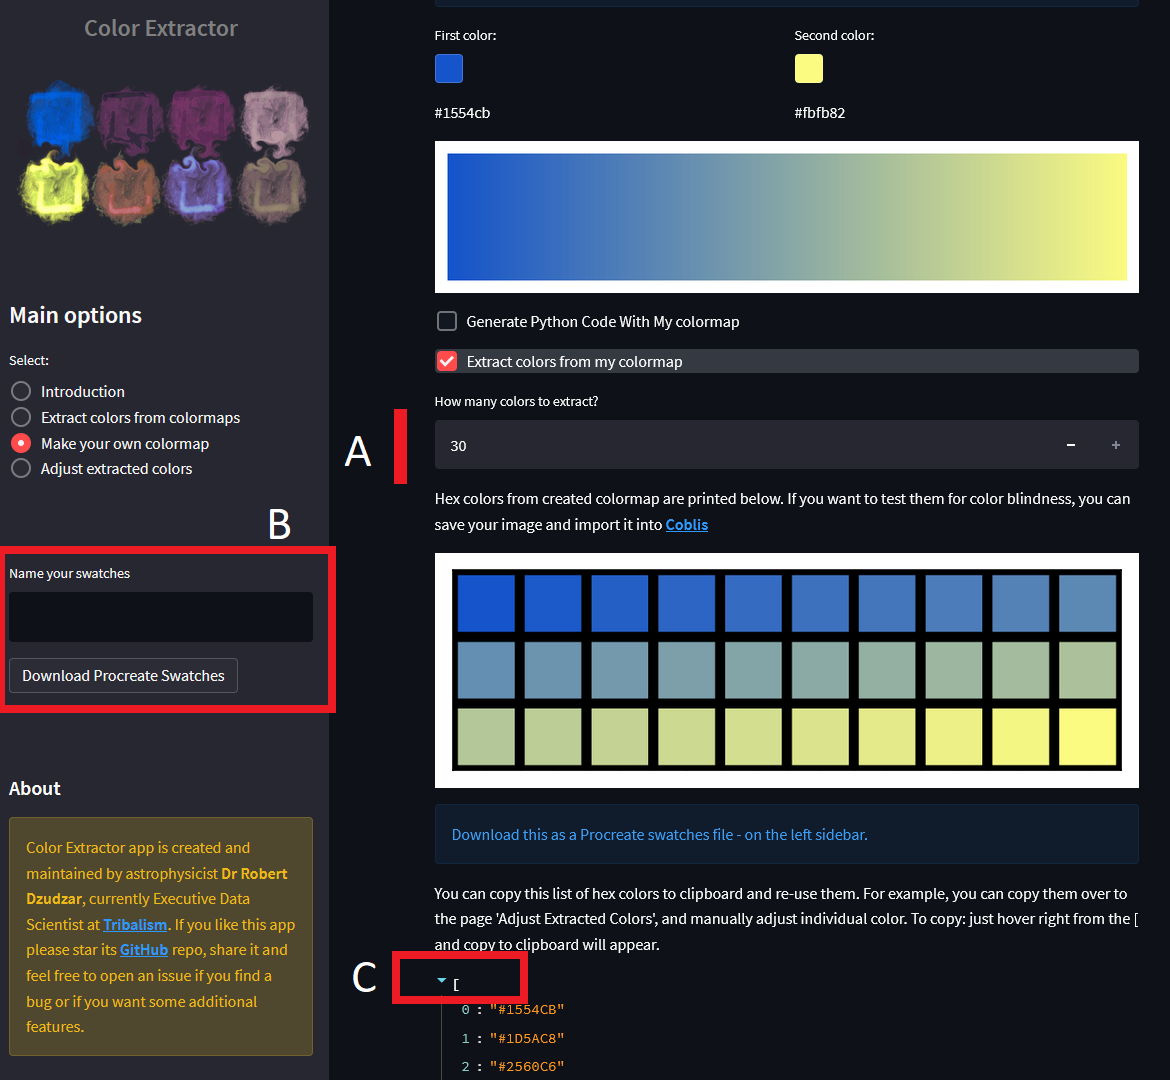 Color Extractor
Main options
Select:
Introduction
Extract colors from colormaps
Make your own colormap
Adjust extracted colors
B
Name your swatches
Download Procreate Swatches
About
Color Extractor app is created and
maintained by astrophysicist Dr Robert
Dzudzar, currently Executive Data
Scientist at Tribalism. If you like this app
please star its GitHub repo, share it and
feel free to open an issue if you find a
bug or if you want some additional
features.
First color:
Second color:
#1554cb
#fbfb82
Generate Python Code With My colormap
Extract colors from my colormap
How many colors to extract?
A
30
- +
Hex colors from created colormap are printed below. If you want to test them for color blindness, you can
save your image and import it into Coblis
Download this as a Procreate swatches file - on the left sidebar.
You can copy this list of hex colors to clipboard and re-use them. For example, you can copy them over to
the page 'Adjust Extracted Colors', and manually adjust individual color. To copy: just hover right from the [
and copy to clipboard will appear.
C
[
0 : "#1554CB"
1 : "#1D5AC8"
2 : "#2560C6"